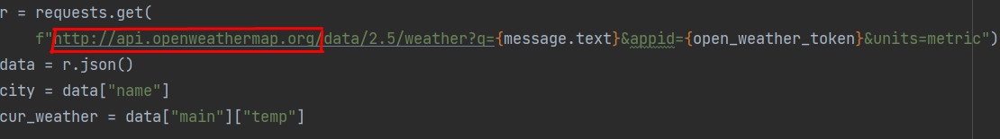 r = requests.get(
f"http://api.openweathermap.org/data/2.5/weather?q={message.text}&appid={open_weather_token}&units=metric")
data = r.json()
city = data["name"]
cur_weather = data["main"]["temp"]